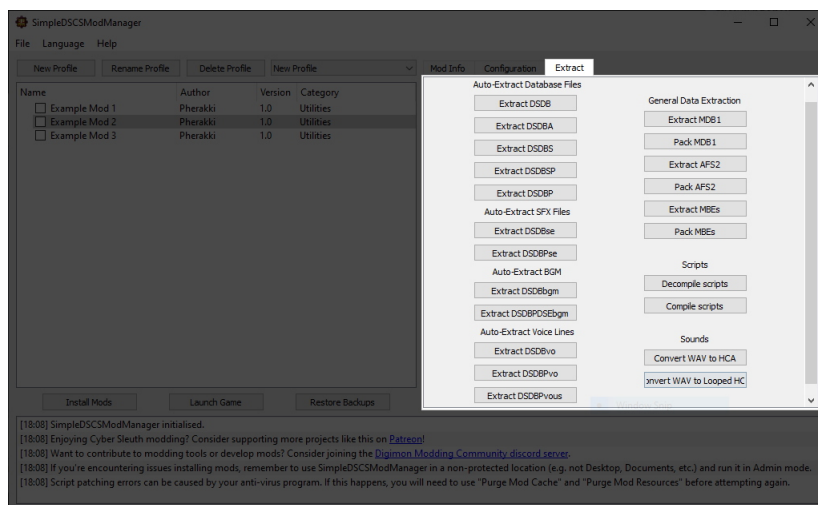 SimpleDSCSModManager
File Language Help
New Profile Rename Profile Delete Profile New Profile
Name Author Version Category
Example Mod 1 Pherakki 1.0 Utilities
Example Mod 2 Pherakki 1.0 Utilities
Example Mod 3 Pherakki 1.0 Utilities
Install Mods Launch Game Restore Backups
Mod Info Configuration Extract
Auto-Extract Database Files
Extract DSDB
Extract DSDBA
Extract DSDBS
Extract DSDBSP
Extract DSDBP
Auto-Extract SFX Files
Extract DSDBse
Extract DSDBPse
Auto-Extract BGM
Extract DSDBbgm
Extract DSDBPDSEbgm
Auto-Extract Voice Lines
Extract DSDBvo
Extract DSDBPvo
Extract DSDBPvous
General Data Extraction
Extract MDB1
Pack MDB1
Extract AFS2
Pack AFS2
Extract MBEs
Pack MBEs
Scripts
Decompile scripts
Compile scripts
Sounds
Convert WAV to HCA
onvert WAV to Looped HC
[18:08] SimpleDSCSModManager initialised.
[18:08] Enjoying Cyber Sleuth modding? Consider supporting more projects like this on Patreon!
[18:08] Want to contribute to modding tools or develop mods? Consider joining the Digimon Modding Community discord server.
[18:08] If you're encountering issues installing mods, remember to use SimpleDSCSModManager in a non-protected location (e.g. not Desktop, Documents, etc.) and run it in Admin mode.
[18:08] Script patching errors can be caused by your anti-virus program. If this happens, you will need to use "Purge Mod Cache" and "Purge Mod Resources" before attempting again.